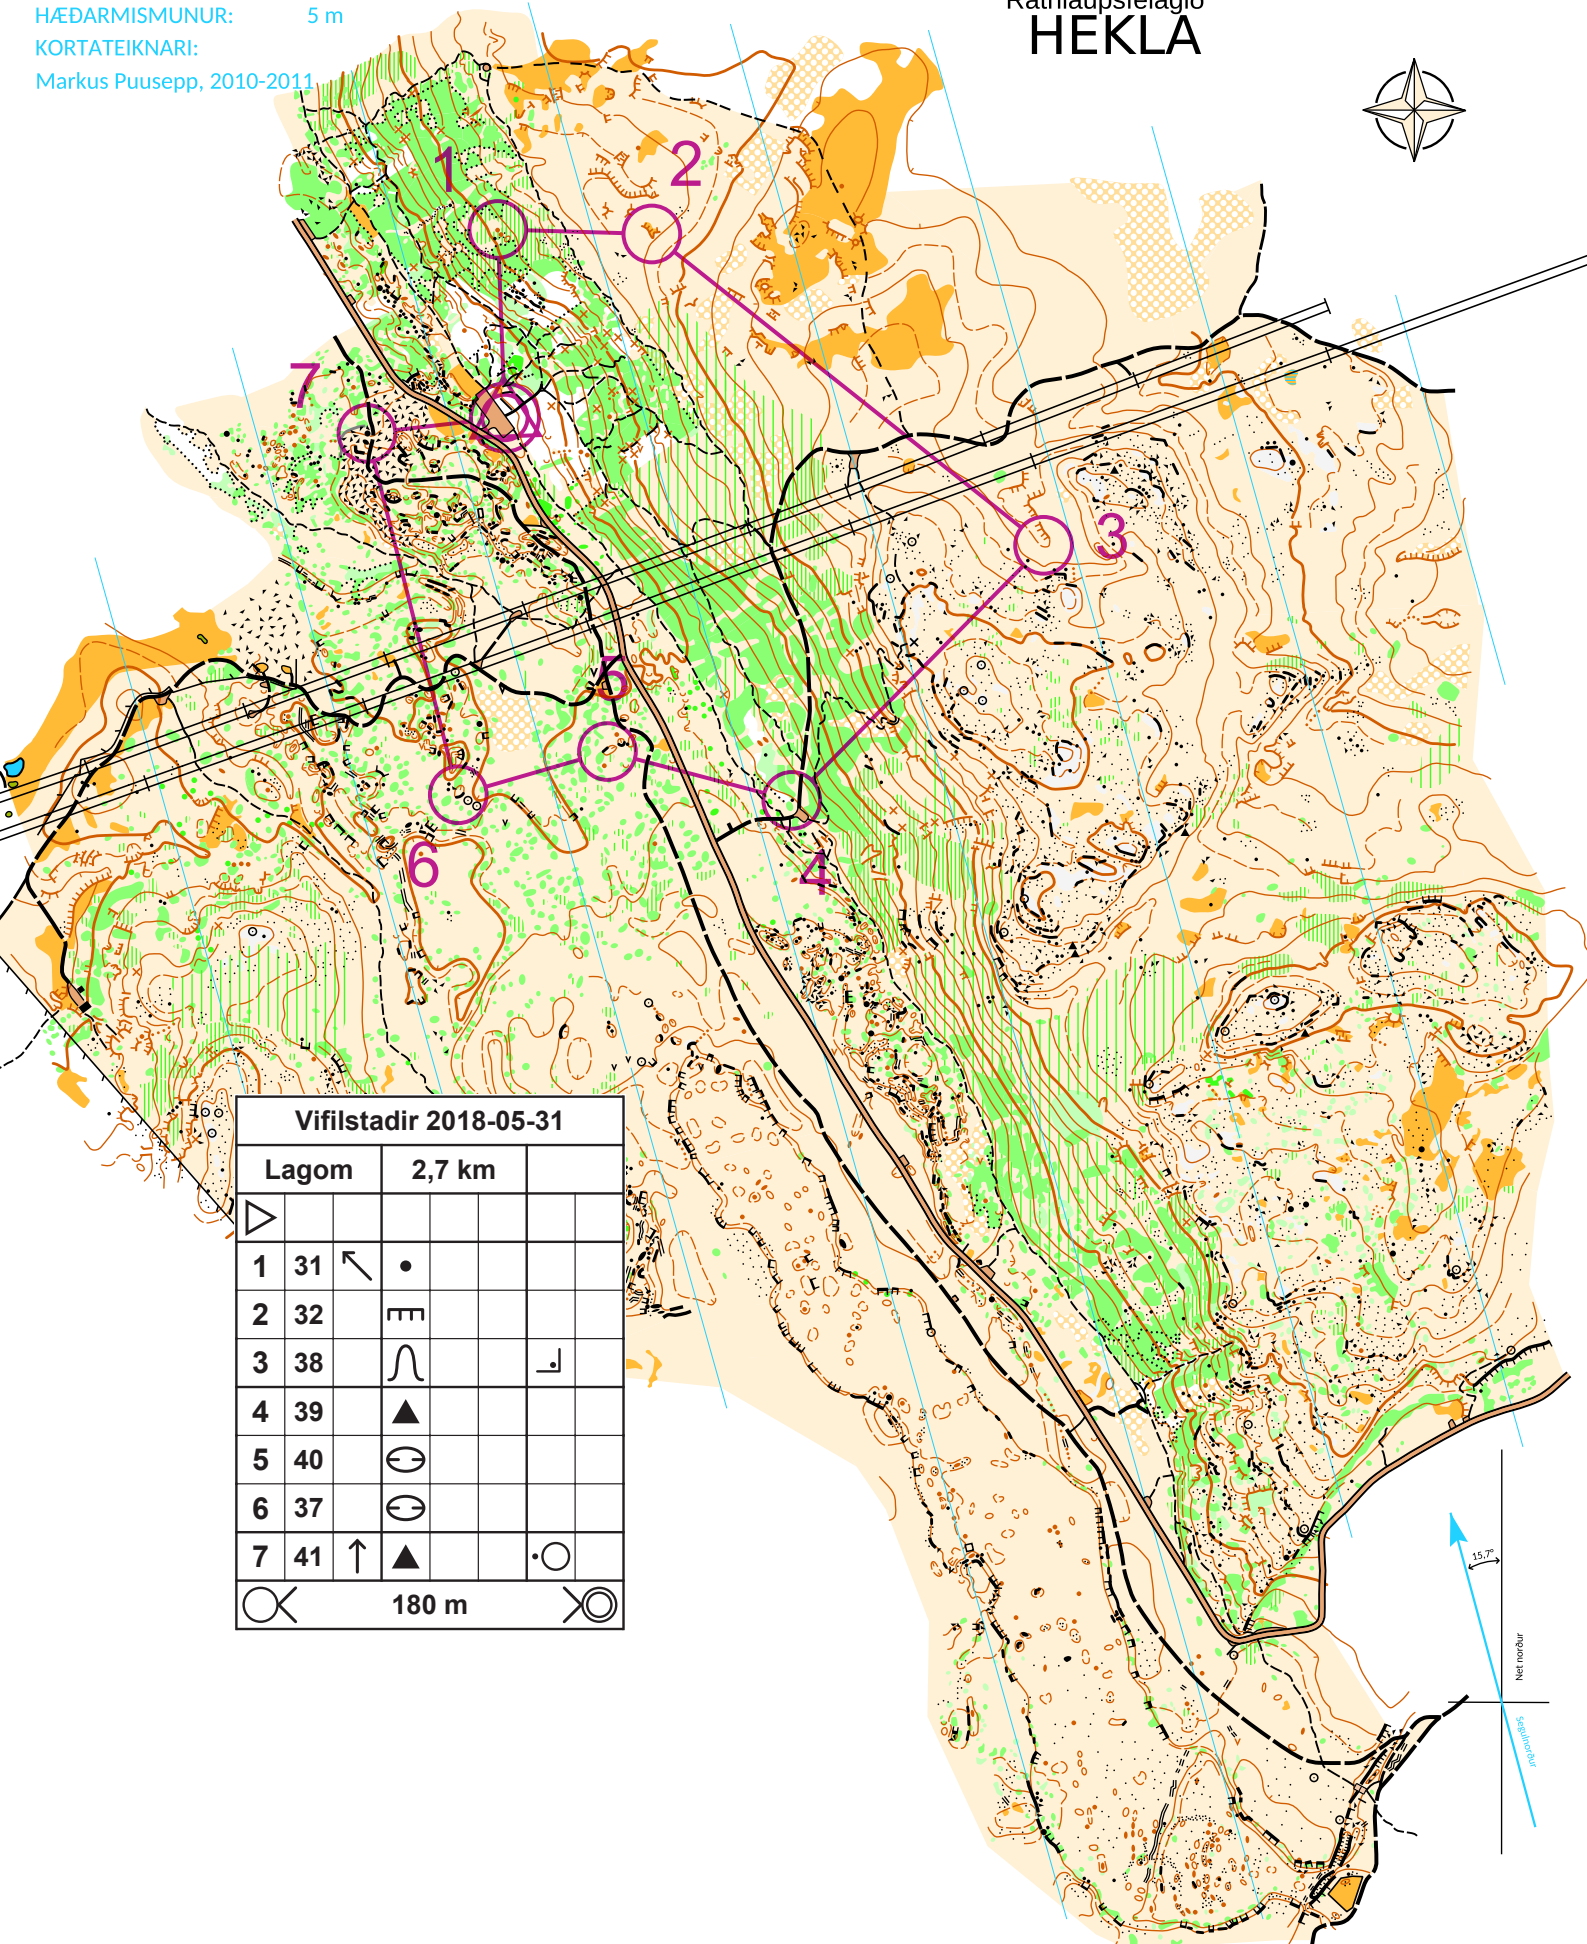 HÆÐARMISMUNUR: 5 m
KORTATEIKNARI:
Markus Puusepp, 2010-2011
Rathlaupsfelagið
HEKLA
1
2
7
3
5
6
4
Vifilstadir 2018-05-31
Lagom 2,7 km
1 31
2 32
3 38
4 39
5 40
6 37
7 41
180 m
15,7°
Net norður
Segulnorður